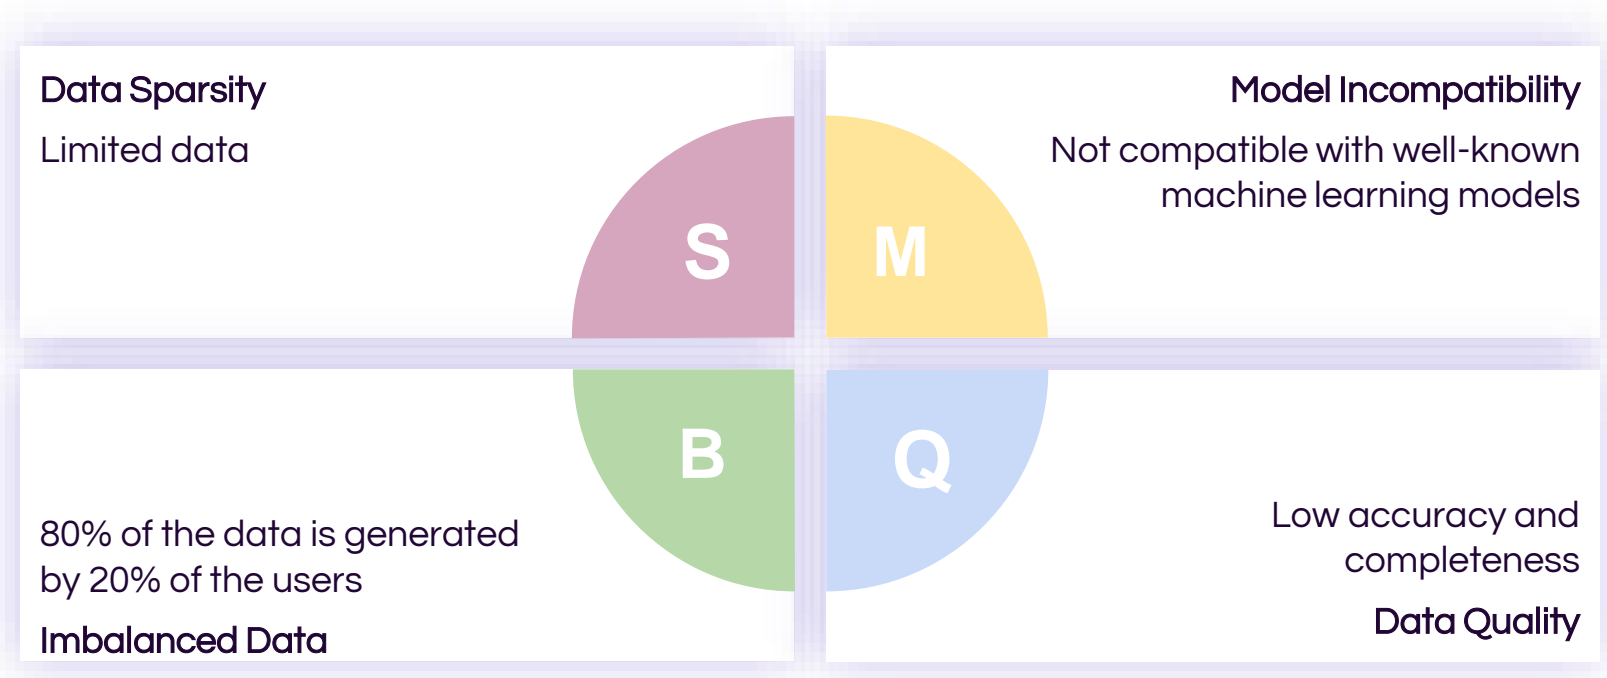 Data Sparsity
Limited data
S
Model Incompatibility
Not compatible with well-known
machine learning models
M
B
80% of the data is generated
by 20% of the users
Imbalanced Data
Q
Low accuracy and
completeness
Data Quality